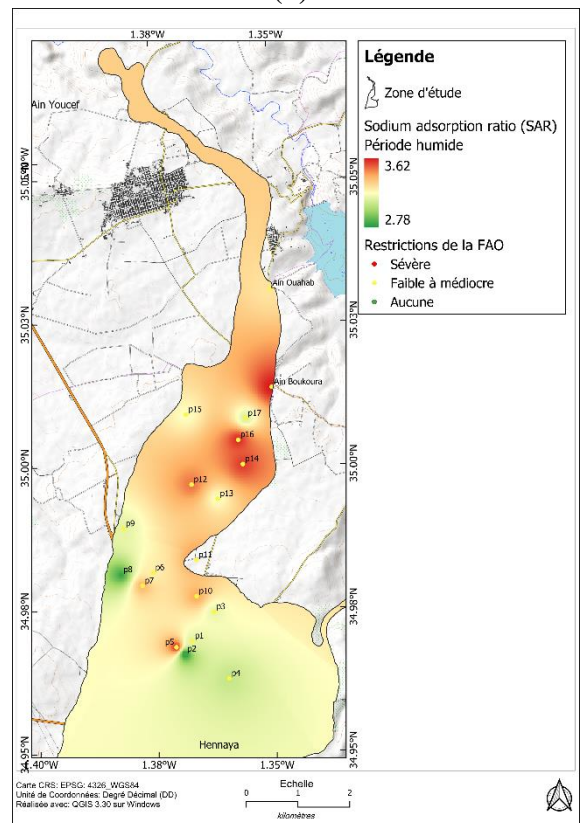 1.38°W
1.35°W
Légende
Ain Youcef
Zone d'étude
Sodium adsorption ratio (SAR)
Période humide
3.62
2.78
35.05°N
35.05°N
Restrictions de la FAO
Sévère
Faible à médiocre
Aucune
Ain Ouahab
35.03°N
35.03°N
Ain Boukoura
p15
p17
p16
p14
35.00°N
35.00°N
p12
p13
p9
p11
p8
p6
p7
p10
p3
34.98°N
34.98°N
p1
p5
p2
p4
Hennaya
34.95°N
34.95°N
1.40°W
1.38°W
1.35°W
Carte CRS: EPSG: 4326_WGS84
Unité de Coordonnées: Degré Décimal (DD)
Réalisée avec: QGIS 3.30 sur Windows
Echelle
0 1 2
kilomètres